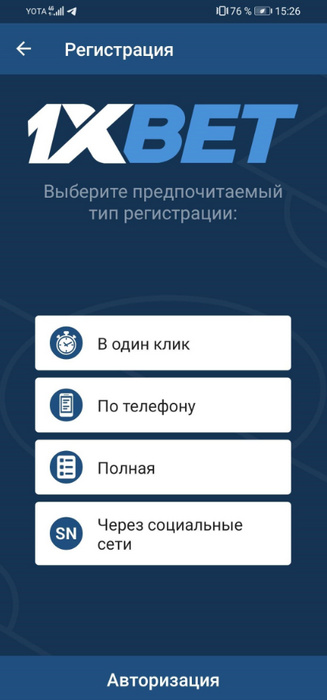 YOTA 4G 76 % 15:26
Регистрация
1XBET
Выберите предпочитаемый
тип регистрации:
В один клик
По телефону
Полная
SN Через социальные
сети
Авторизация